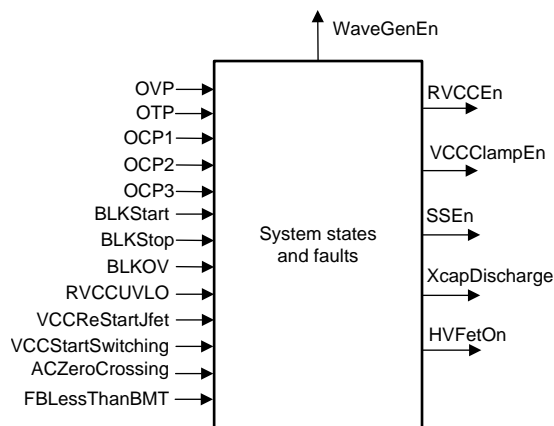 WaveGenEn
OVP
OTP
OCP1
OCP2
OCP3
BLKStart
BLKStop
BLKOV
RVCCUVLO
VCCReStartJfet
VCCStartSwitching
ACZeroCrossing
FBLessThanBMT
System states
and faults
RVCCEn
VCCClampEn
SSEn
XcapDischarge
HVFetOn